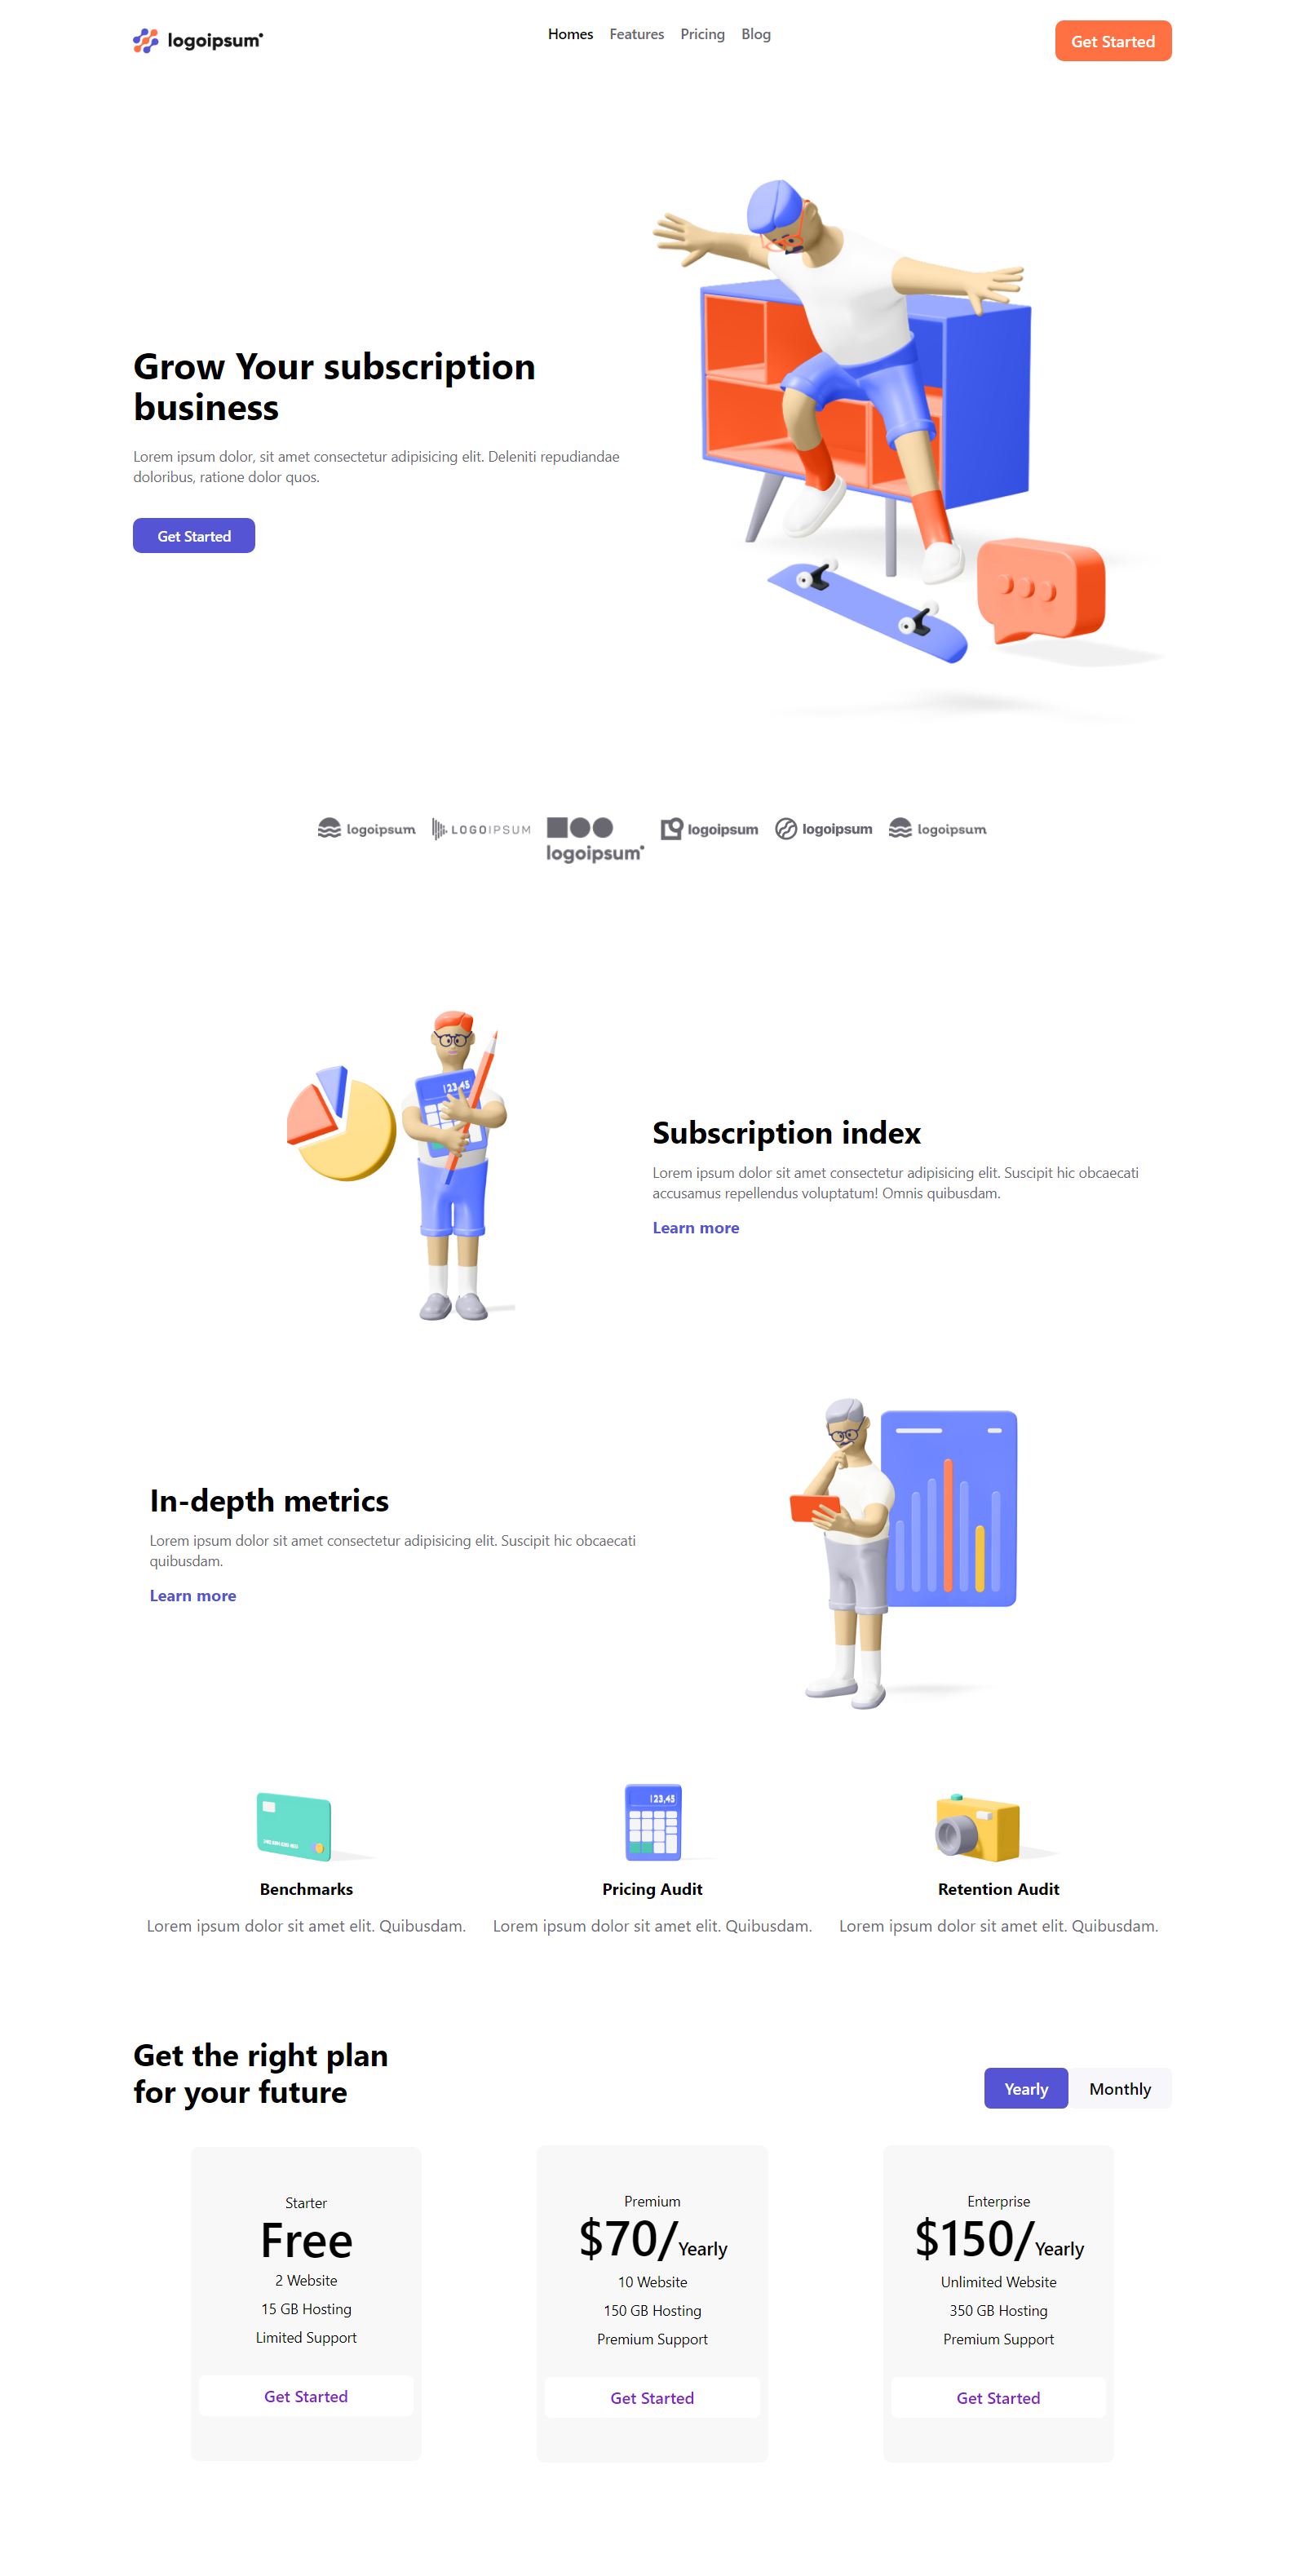 logoipsum
Homes Features Pricing Blog
Get Started
Grow Your subscription
business
Lorem ipsum dolor, sit amet consectetur adipisicing elit. Deleniti repudiandae
doloribus, ratione dolor quos.
Get Started
logoipsum
LOGOIPSUM
logoipsum
logoipsum
logoipsum
logoipsum
123,45
Subscription index
Lorem ipsum dolor sit amet consectetur adipisicing elit. Suscipit hic obcaecati
accusamus repellendus voluptatum! Omnis quibusdam.
Learn more
In-depth metrics
Lorem ipsum dolor sit amet consectetur adipisicing elit. Suscipit hic obcaecati
quibusdam.
Learn more
123,45
Benchmarks
Lorem ipsum dolor sit amet elit. Quibusdam.
Pricing Audit
Lorem ipsum dolor sit amet elit. Quibusdam.
Retention Audit
Lorem ipsum dolor sit amet elit. Quibusdam.
Get the right plan
for your future
Yearly Monthly
Starter
Free
2 Website
15 GB Hosting
Limited Support
Get Started
Premium
$70/Yearly
10 Website
150 GB Hosting
Premium Support
Get Started
Enterprise
$150/Yearly
Unlimited Website
350 GB Hosting
Premium Support
Get Started